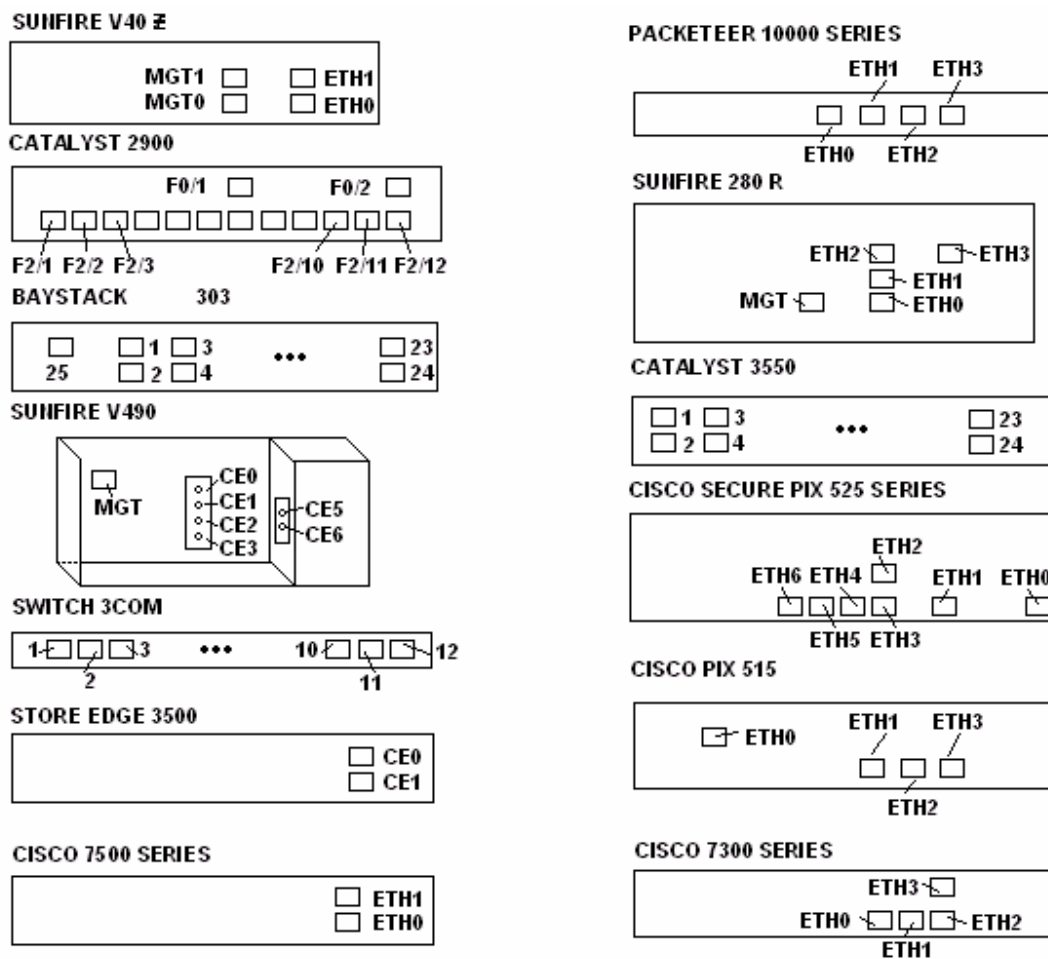 SUNFIRE V40 Z
MGT1 ETH1
MGT0 ETH0
CATALYST 2900
F0/1 F0/2
F2/1 F2/2 F2/3 F2/10 F2/11 F2/12
BAYSTACK 303
1 3 ••• 23
25 2 4 24
SUNFIRE V490
MGT
CE0
CE1
CE2
CE3
CE5
CE6
SWITCH 3COM
1 3 ••• 10 12
2 11
STORE EDGE 3500
CE0
CE1
CISCO 7500 SERIES
ETH1
ETH0
PACKETEER 10000 SERIES
ETH1 ETH3
ETH0 ETH2
SUNFIRE 280 R
ETH2 ETH3
ETH1
MGT ETH0
CATALYST 3550
1 3 ••• 23
2 4 24
CISCO SECURE PIX 525 SERIES
ETH2
ETH6 ETH4 ETH1 ETH0
ETH5 ETH3
CISCO PIX 515
ETH0 ETH1 ETH3
ETH2
CISCO 7300 SERIES
ETH3
ETH0 ETH2
ETH1